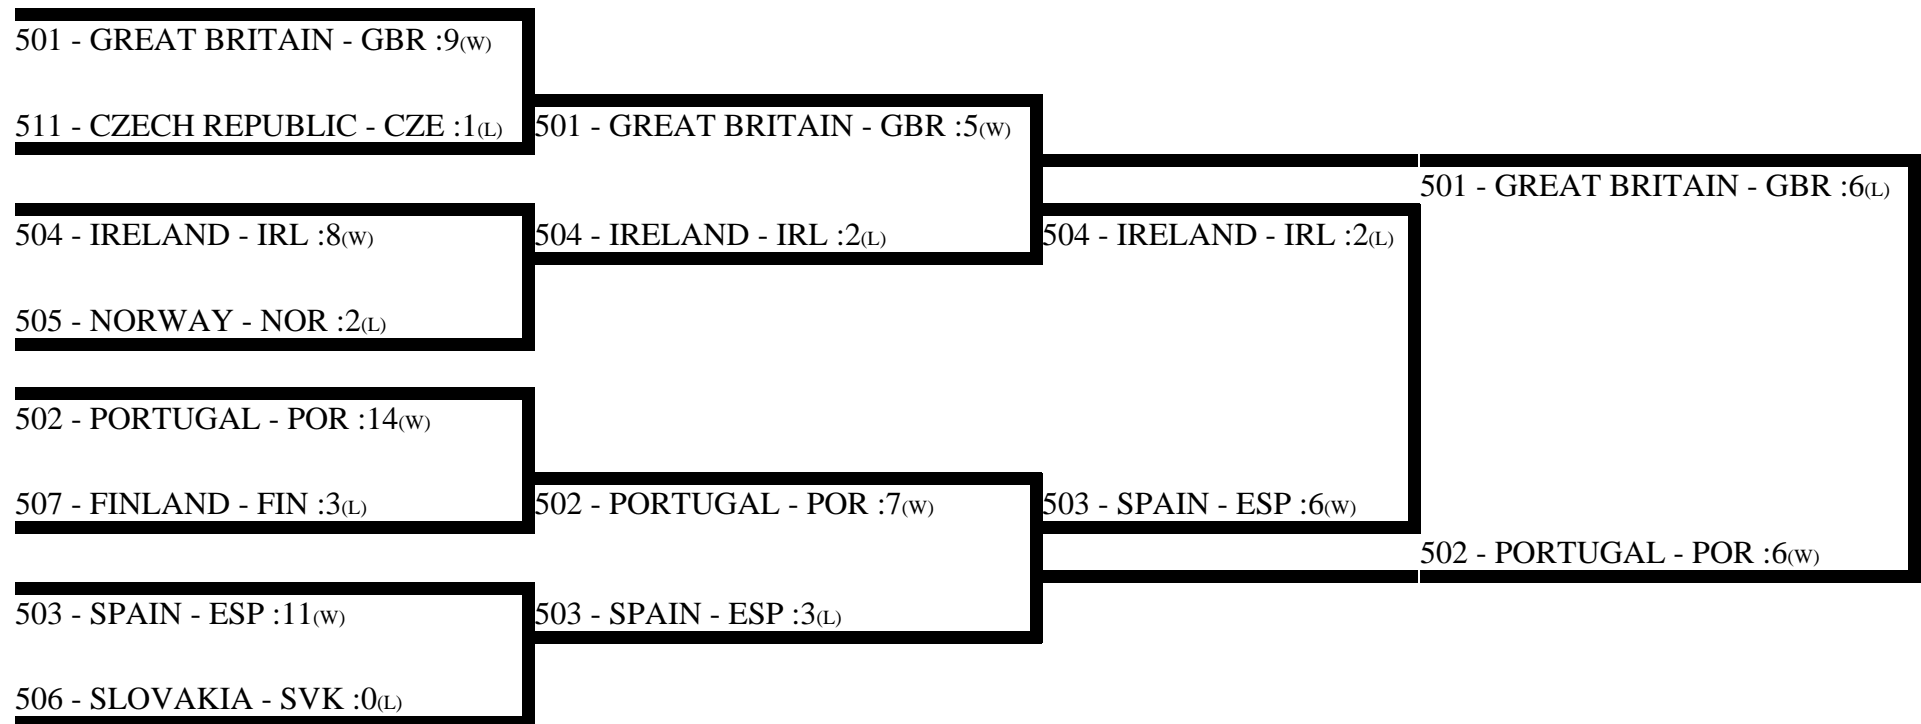 501 - GREAT BRITAIN - GBR :9(W)
511 - CZECH REPUBLIC - CZE :1(L)
504 - IRELAND - IRL :8(W)
505 - NORWAY - NOR :2(L)
502 - PORTUGAL - POR :14(W)
507 - FINLAND - FIN :3(L)
503 - SPAIN - ESP :11(W)
506 - SLOVAKIA - SVK :0(L)
501 - GREAT BRITAIN - GBR :5(W)
504 - IRELAND - IRL :2(L)
502 - PORTUGAL - POR :7(W)
503 - SPAIN - ESP :3(L)
504 - IRELAND - IRL :2(L)
503 - SPAIN - ESP :6(W)
501 - GREAT BRITAIN - GBR :6(L)
502 - PORTUGAL - POR :6(W)